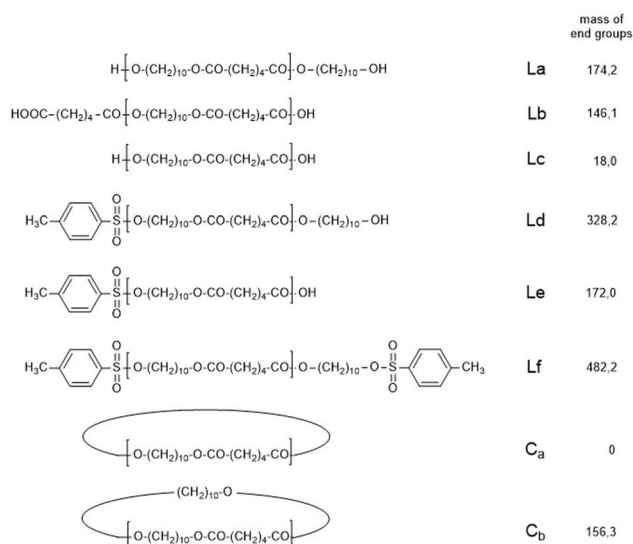 mass of
end groups
H[O-(CH₂)₁₀-O-CO-(CH₂)₄-CO]O-(CH₂)₁₀-OH La 174,2
HOOC-(CH₂)₄-CO[O-(CH₂)₁₀-O-CO-(CH₂)₄-CO]OH Lb 146,1
H[O-(CH₂)₁₀-O-CO-(CH₂)₄-CO]OH Lc 18,0
O
H₃C S[O-(CH₂)₁₀-O-CO-(CH₂)₄-CO]O-(CH₂)₁₀-OH Ld 328,2
O
O
H₃C S[O-(CH₂)₁₀-O-CO-(CH₂)₄-CO]OH Le 172,0
O
O O
H₃C S[O-(CH₂)₁₀-O-CO-(CH₂)₄-CO]O-(CH₂)₁₀-O-S CH₃ Lf 482,2
O O
[O-(CH₂)₁₀-O-CO-(CH₂)₄-CO] Cₐ 0
(CH₂)₁₀-O
[O-(CH₂)₁₀-O-CO-(CH₂)₄-CO] C_b 156,3